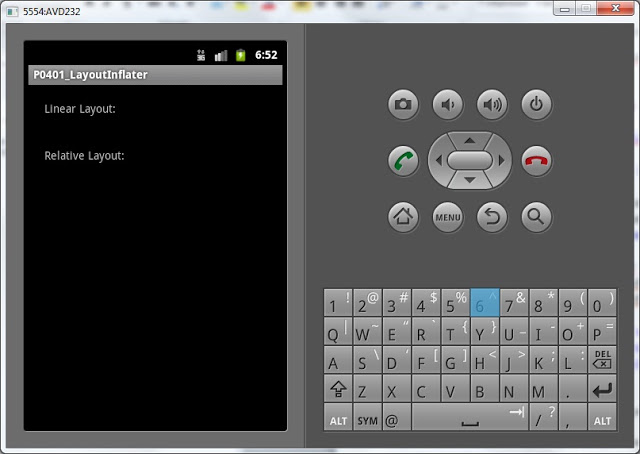 5554:AVD232
3G 6:52
P0401_LayoutInflater
Linear Layout:
Relative Layout:
MENU
1 ! 2 @ 3 # 4 $ 5 % 6 ^ 7 & 8 * 9 ( 0 )
Q | W ~ E " R ` T { Y } U _ I - O + P =
A S \ D ' F [ G ] H < J > K ; L : DEL
Z X C V B N M .
ALT SYM @ / ? , ALT